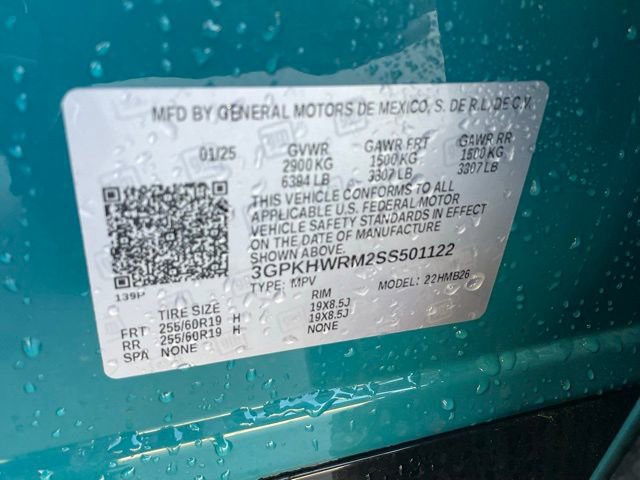 MFD BY GENERAL MOTORS DE MEXICO, S. DE R.L. DE C.V.
01/25 GVWR GAWR FRT GAWR RR
2900 KG 1500 KG 1500 KG
6394 LB 3307 LB 3307 LB
THIS VEHICLE CONFORMS TO ALL
APPLICABLE U.S. FEDERAL MOTOR
VEHICLE SAFETY STANDARDS IN EFFECT
ON THE DATE OF MANUFACTURE
SHOWN ABOVE.
3GPKHWRM2SS501122
TYPE: MPV MODEL: 22HMB26
139P
TIRE SIZE RIM
FRT 255/60R19 H 19X8.5J
RR 255/60R19 H 19X8.5J
SPA NONE NONE